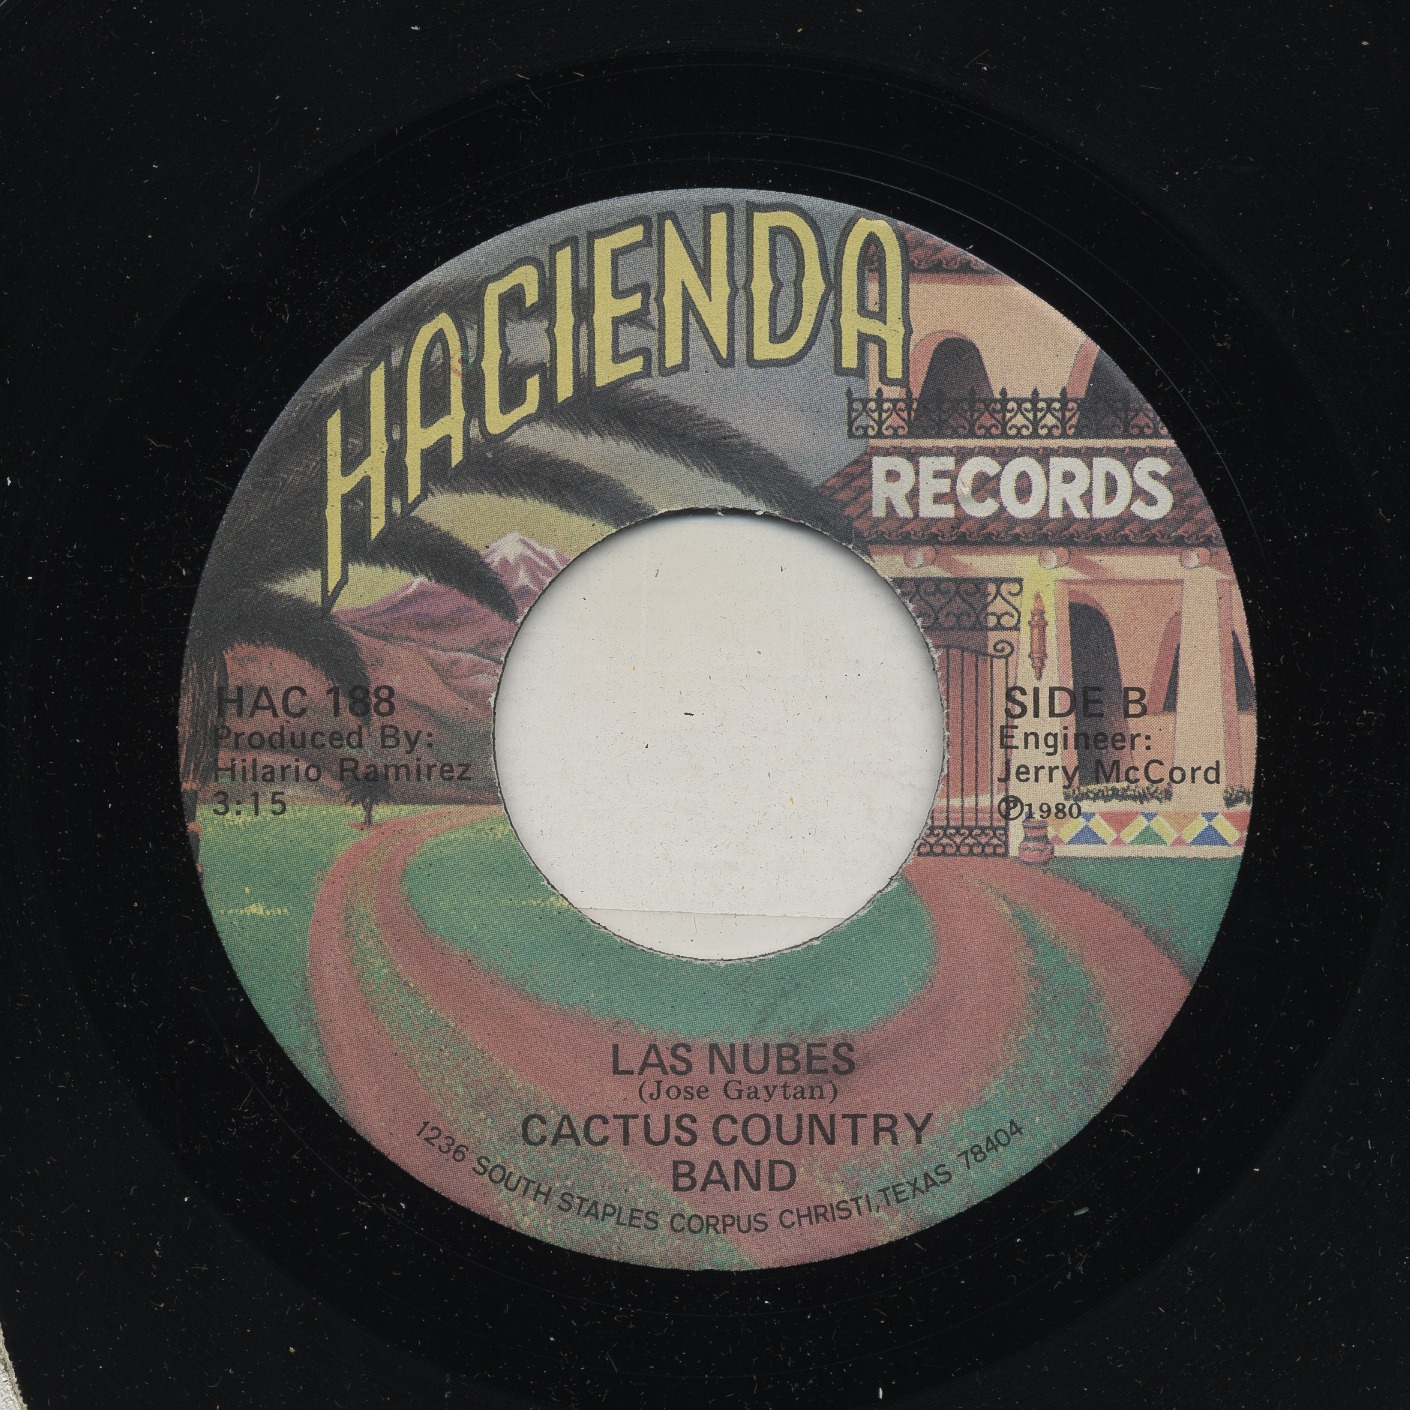 HACIENDA
RECORDS
HAC 188
Produced By:
Hilario Ramirez
3:15
SIDE B
Engineer:
Jerry McCord
Ⓟ1980
LAS NUBES
(Jose Gaytan)
CACTUS COUNTRY
BAND
1236 SOUTH STAPLES CORPUS CHRISTI, TEXAS 78404